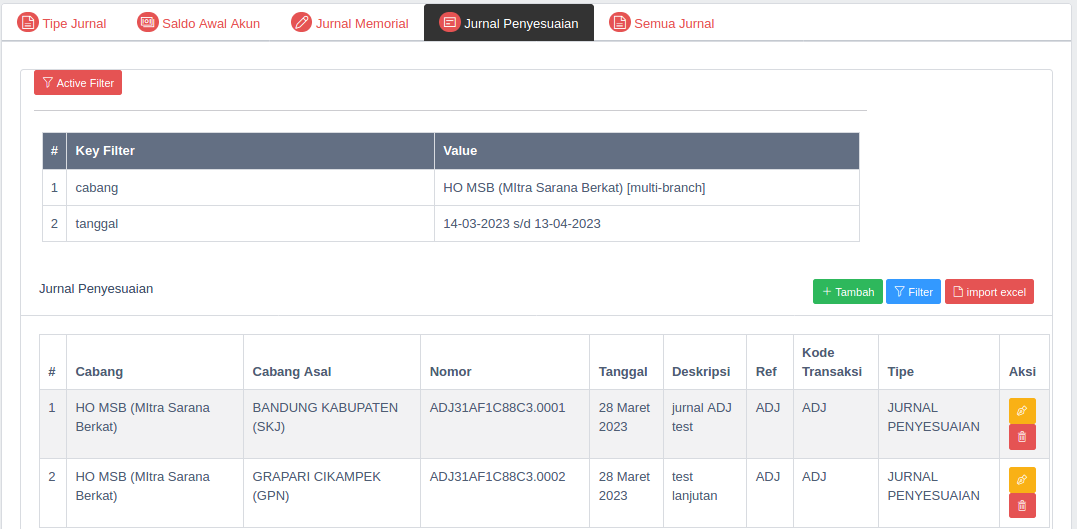 Tipe Jurnal Saldo Awal Akun Jurnal Memorial Jurnal Penyesuaian Semua Jurnal
Active Filter
# Key Filter Value
1 cabang HO MSB (MItra Sarana Berkat) [multi-branch]
2 tanggal 14-03-2023 s/d 13-04-2023
Jurnal Penyesuaian + Tambah Filter import excel
Kode
# Cabang Cabang Asal Nomor Tanggal Deskripsi Ref Transaksi Tipe Aksi
1 HO MSB (MItra Sarana BANDUNG KABUPATEN ADJ31AF1C88C3.0001 28 Maret jurnal ADJ ADJ ADJ JURNAL
Berkat) (SKJ) 2023 test PENYESUAIAN
2 HO MSB (MItra Sarana GRAPARI CIKAMPEK ADJ31AF1C88C3.0002 28 Maret test ADJ ADJ JURNAL
Berkat) (GPN) 2023 lanjutan PENYESUAIAN